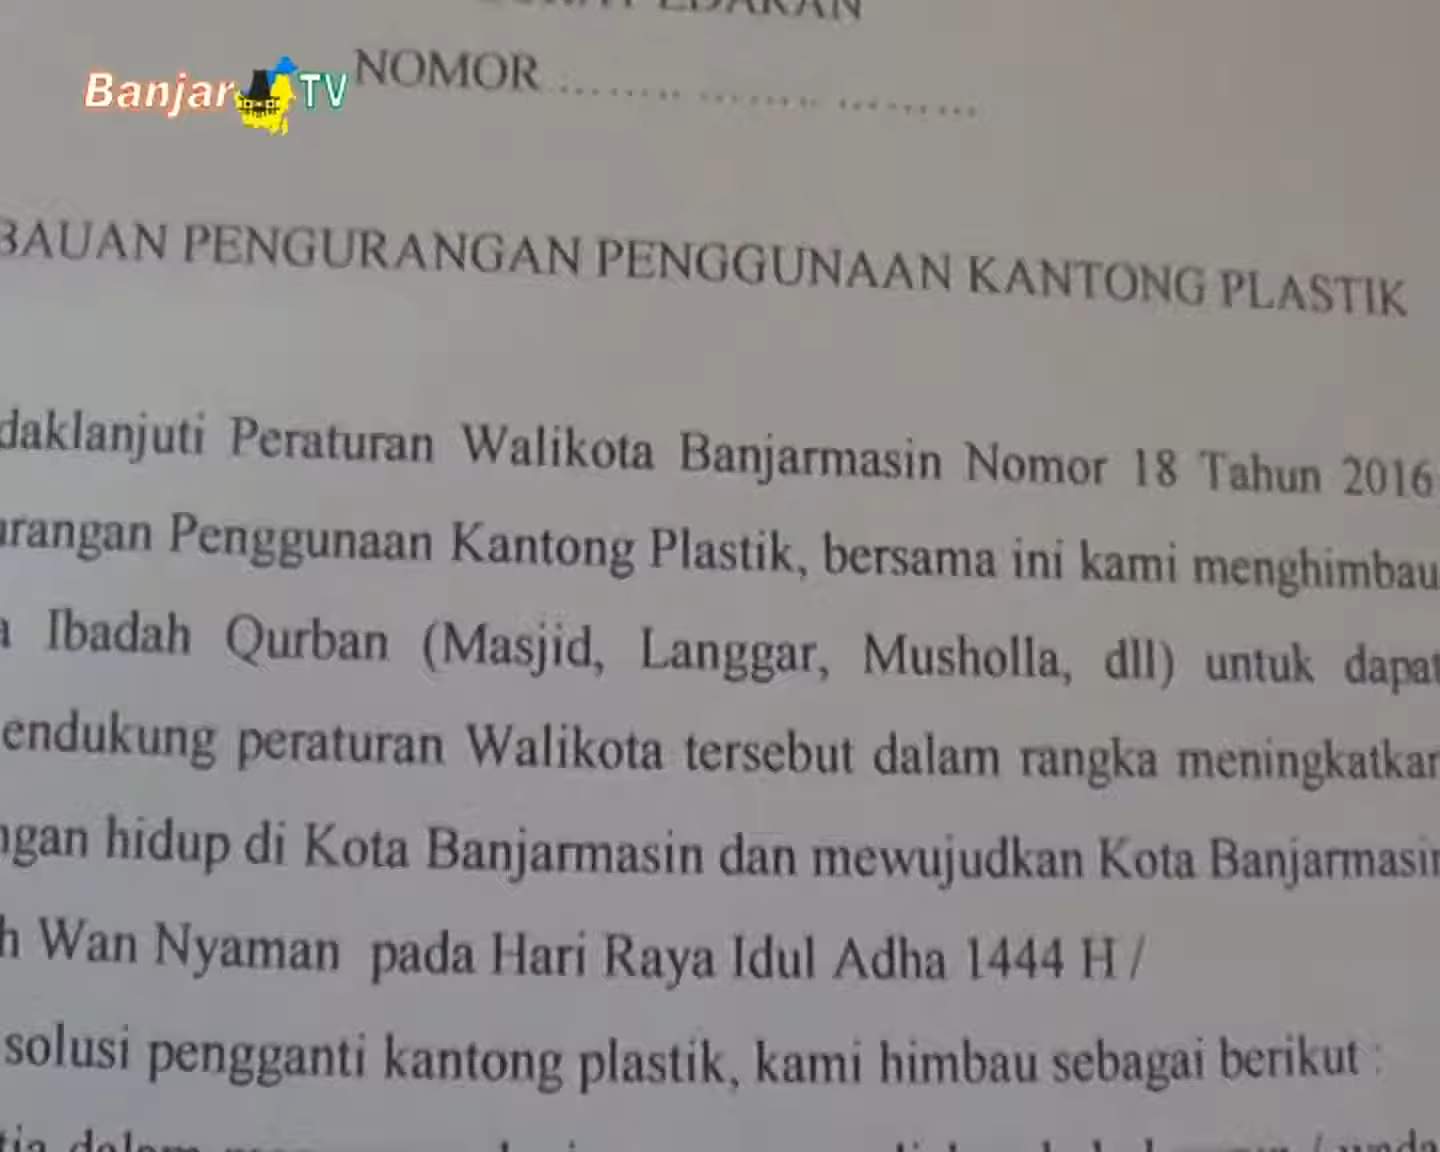 EDARAN
Banjar TV
NOMOR ..............................
BAUAN PENGURANGAN PENGGUNAAN KANTONG PLASTIK
daklanjuti Peraturan Walikota Banjarmasin Nomor 18 Tahun 2016
urangan Penggunaan Kantong Plastik, bersama ini kami menghimbau
a Ibadah Qurban (Masjid, Langgar, Musholla, dll) untuk dapat
endukung peraturan Walikota tersebut dalam rangka meningkatkan
ngan hidup di Kota Banjarmasin dan mewujudkan Kota Banjarmasin
h Wan Nyaman pada Hari Raya Idul Adha 1444 H /
solusi pengganti kantong plastik, kami himbau sebagai berikut :